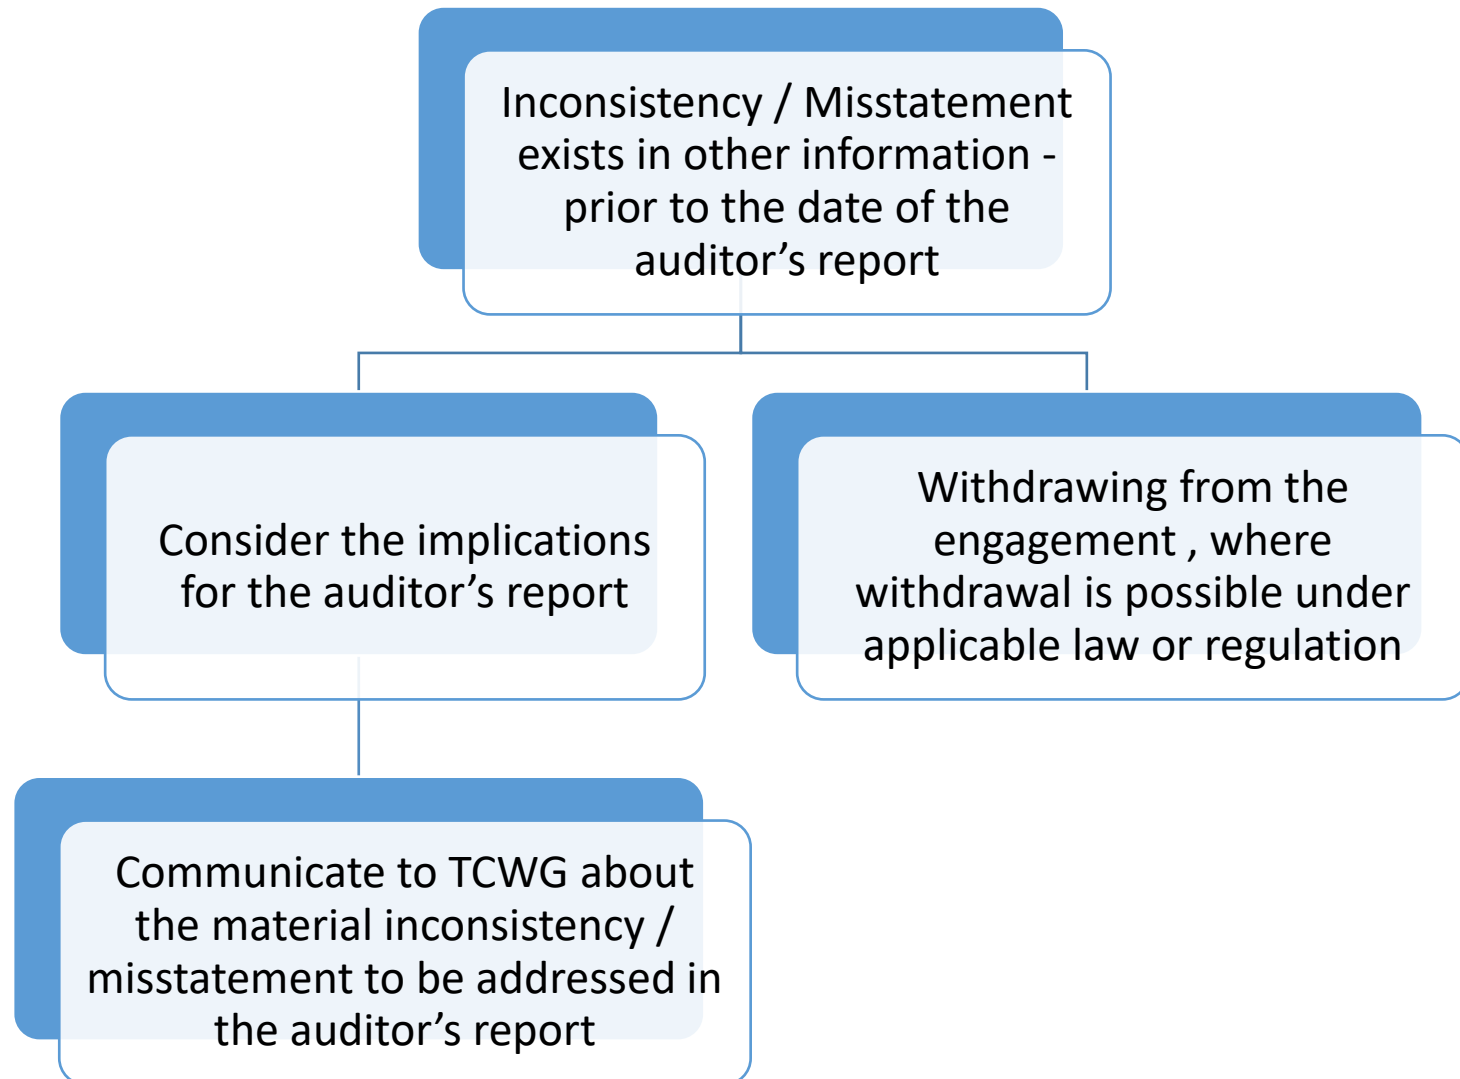 Inconsistency / Misstatement
exists in other information -
prior to the date of the
auditor’s report
Consider the implications
for the auditor’s report
Withdrawing from the
engagement , where
withdrawal is possible under
applicable law or regulation
Communicate to TCWG about
the material inconsistency /
misstatement to be addressed in
the auditor’s report